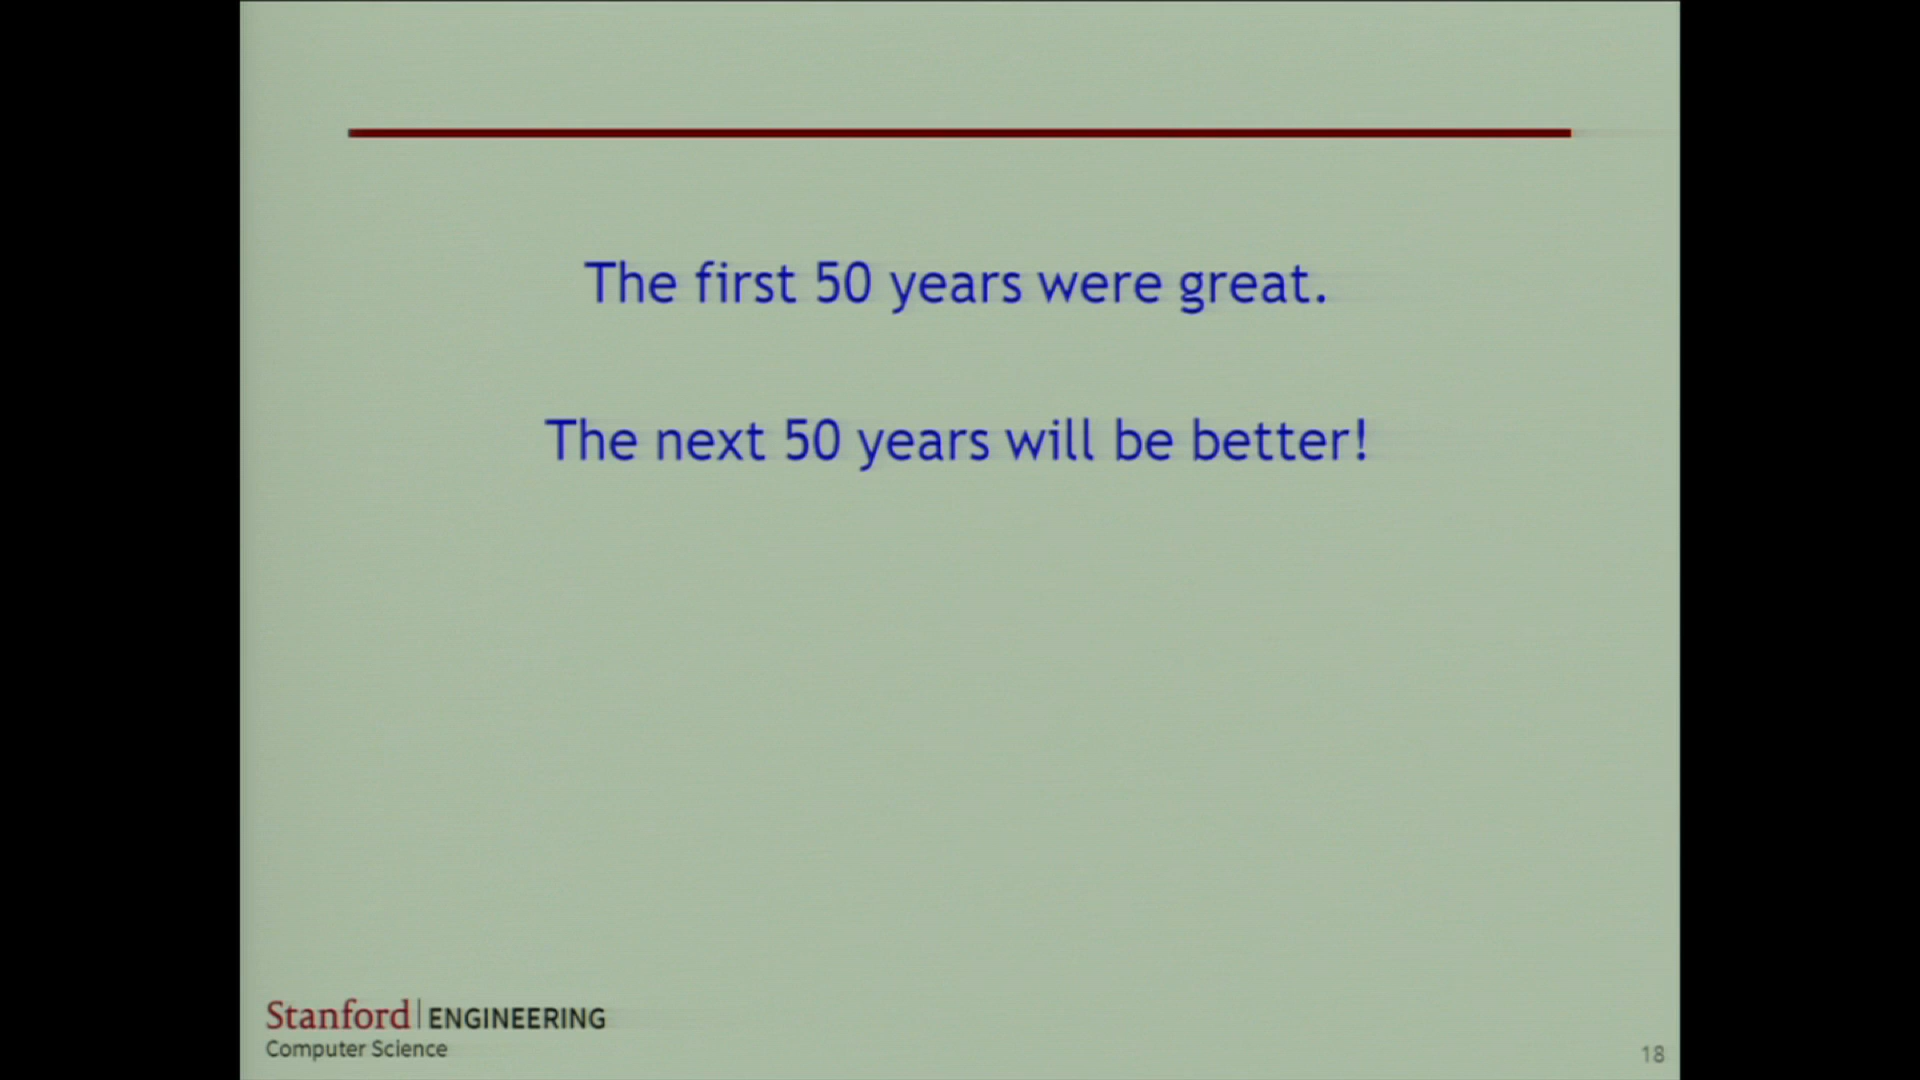 The first 50 years were great.
The next 50 years will be better!
Stanford | ENGINEERING
Computer Science
18